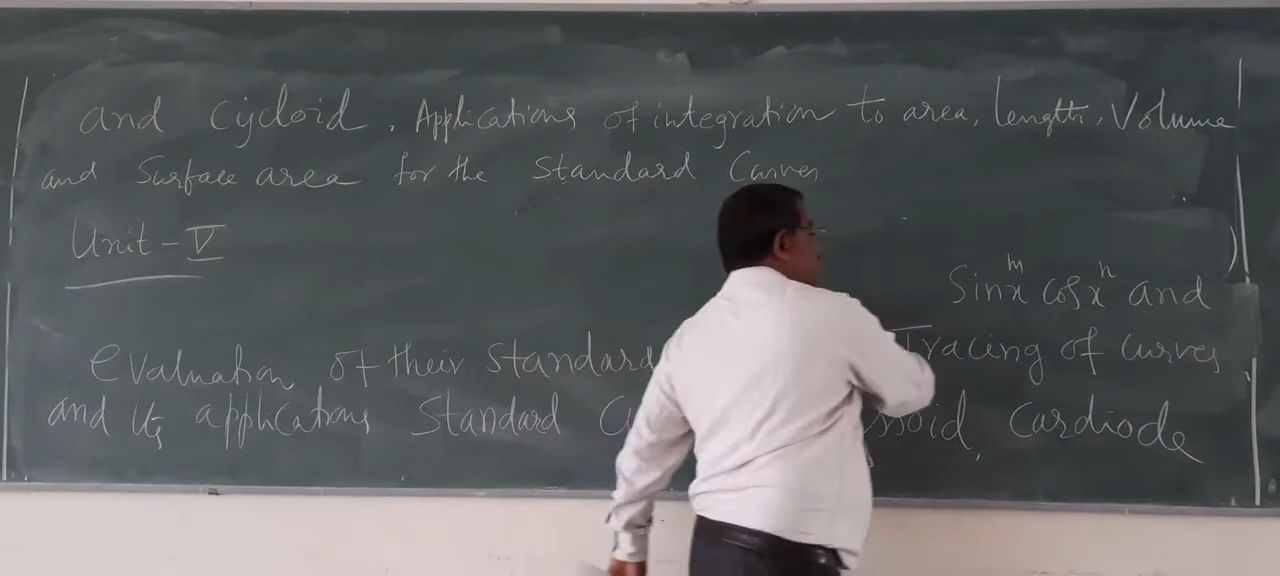 and Cycloid. Applications of integration to area, length, Volume
and Surface area for the Standard Curves
Unit - V
Sinx^m cosx^n and
Evaluation of their Standard Tracing of Curves,
and its applications Standard Cardiode